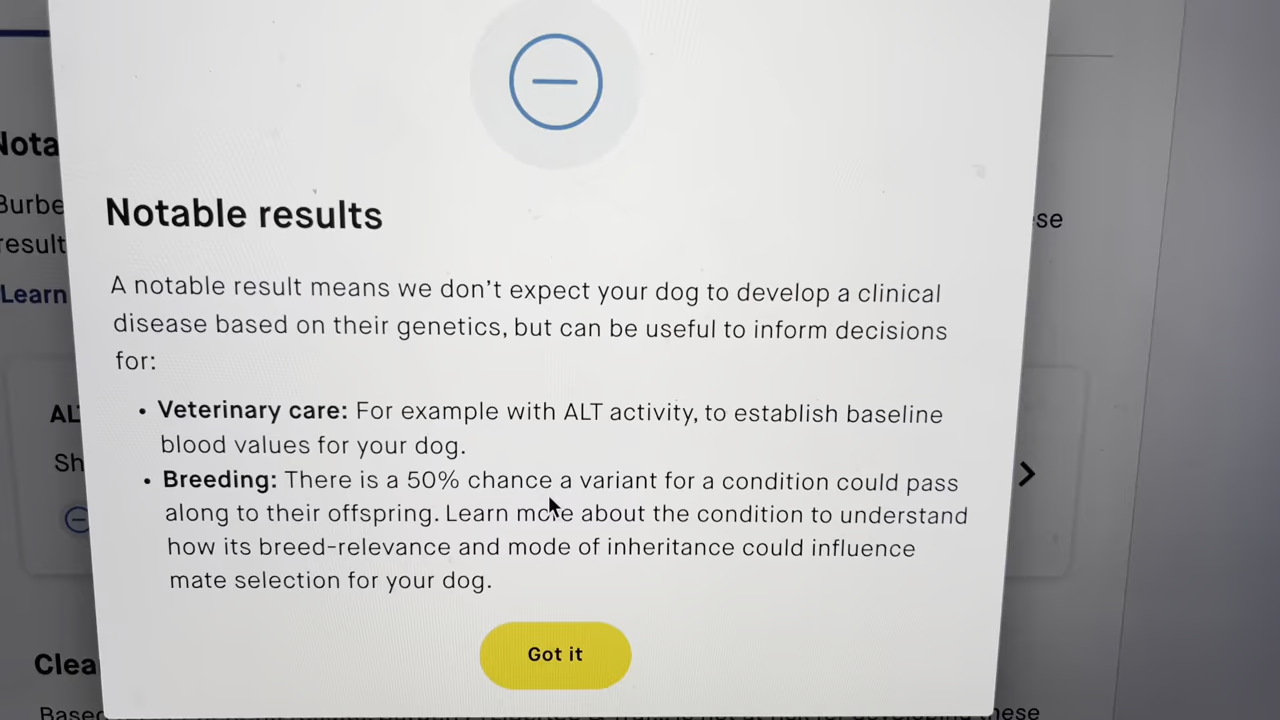 Notable results
A notable result means we don't expect your dog to develop a clinical
disease based on their genetics, but can be useful to inform decisions
for:
• Veterinary care: For example with ALT activity, to establish baseline
blood values for your dog.
• Breeding: There is a 50% chance a variant for a condition could pass
along to their offspring. Learn more about the condition to understand
how its breed-relevance and mode of inheritance could influence
mate selection for your dog.
Got it
Learn